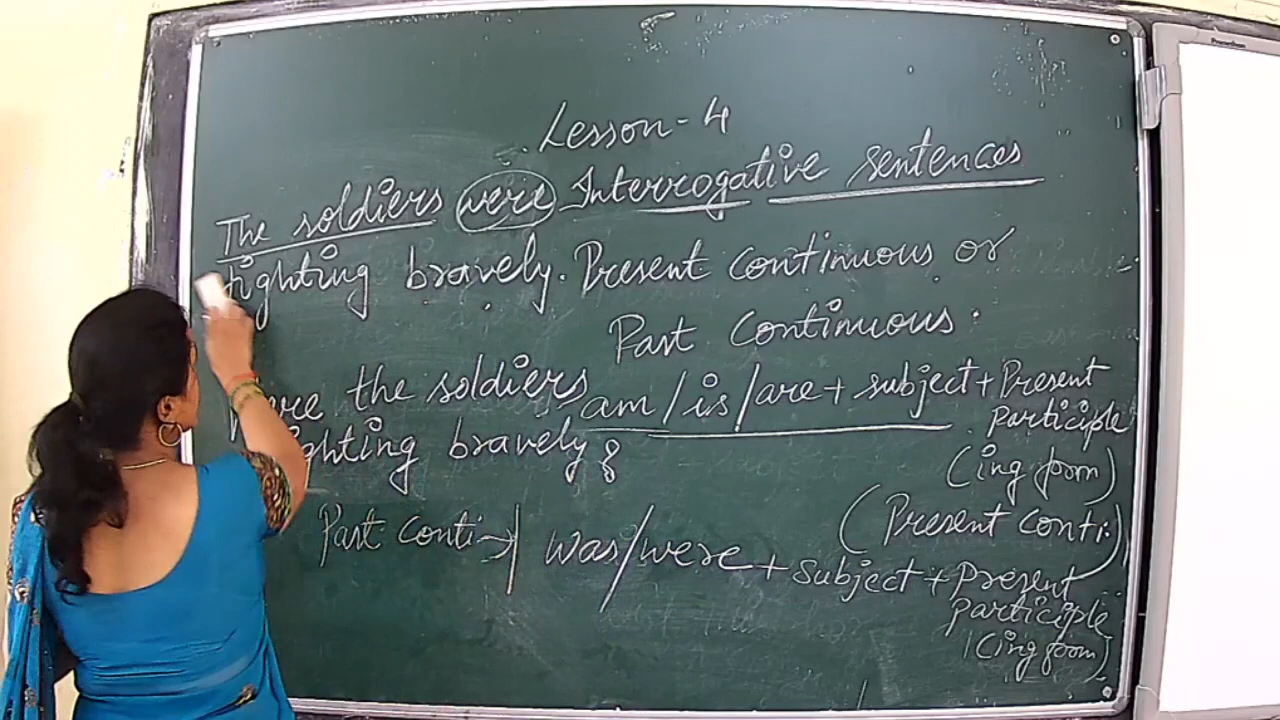 Lesson - 4
The soldiers were Interrogative sentences
fighting bravely. Present continuous or
Past Continuous.
the soldiers
am/is/are + subject + Present
participle
fighting bravely?
(ing form)
(Present conti.)
Past conti → was/were + subject + present
participle
(ing form)